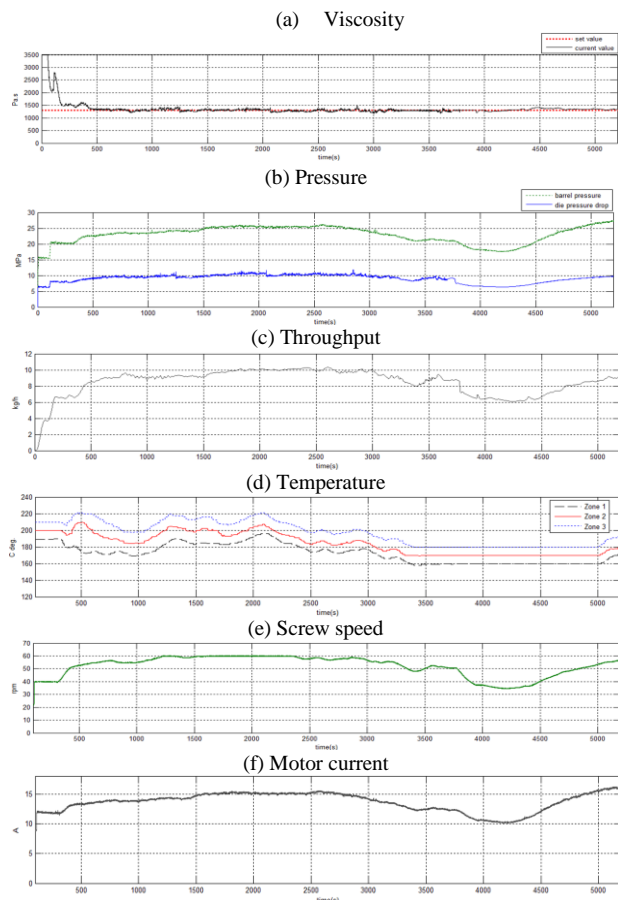 (a) Viscosity
set value
current value
3500
3000
2500
2000
1500
1000
500
0
Pa.s
0 500 1000 1500 2000 2500 3000 3500 4000 4500 5000
time(s)
(b) Pressure
barrel pressure
die pressure drop
30
25
20
15
10
5
0
MPa
0 500 1000 1500 2000 2500 3000 3500 4000 4500 5000
time(s)
(c) Throughput
12
10
8
6
4
2
0
kg/h
0 500 1000 1500 2000 2500 3000 3500 4000 4500 5000
time(s)
(d) Temperature
Zone 1
Zone 2
Zone 3
240
220
200
180
160
140
120
C deg.
500 1000 1500 2000 2500 3000 3500 4000 4500 5000
time(s)
(e) Screw speed
70
60
50
40
30
20
10
0
rpm
500 1000 1500 2000 2500 3000 3500 4000 4500 5000
time(s)
(f) Motor current
15
10
5
0
A
500 1000 1500 2000 2500 3000 3500 4000 4500 5000
time(s)